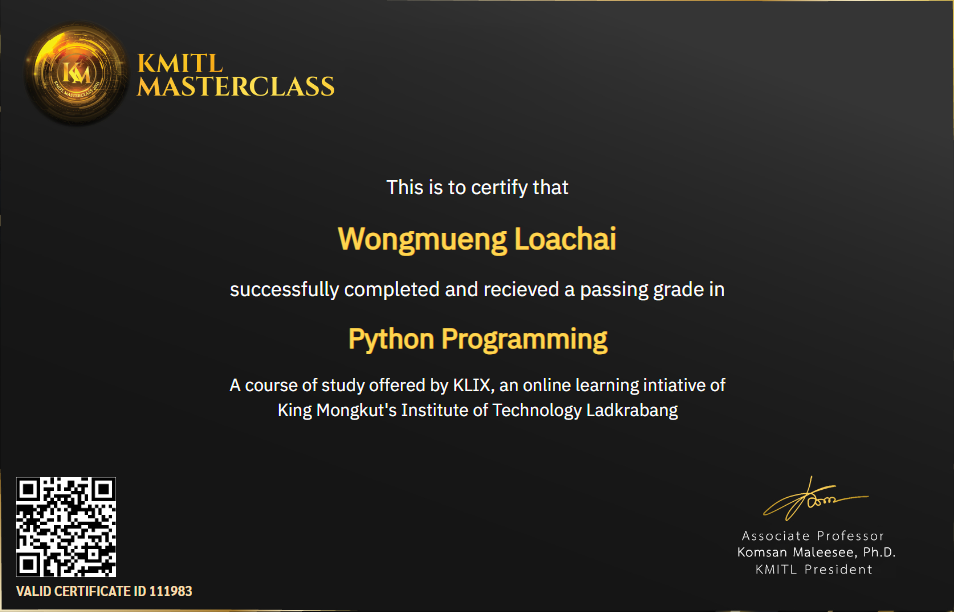 KM
KMITL
MASTERCLASS
This is to certify that
Wongmueng Loachai
successfully completed and recieved a passing grade in
Python Programming
A course of study offered by KLIX, an online learning intiative of
King Mongkut's Institute of Technology Ladkrabang
Associate Professor
Komsan Maleesee, Ph.D.
KMITL President
VALID CERTIFICATE ID 111983